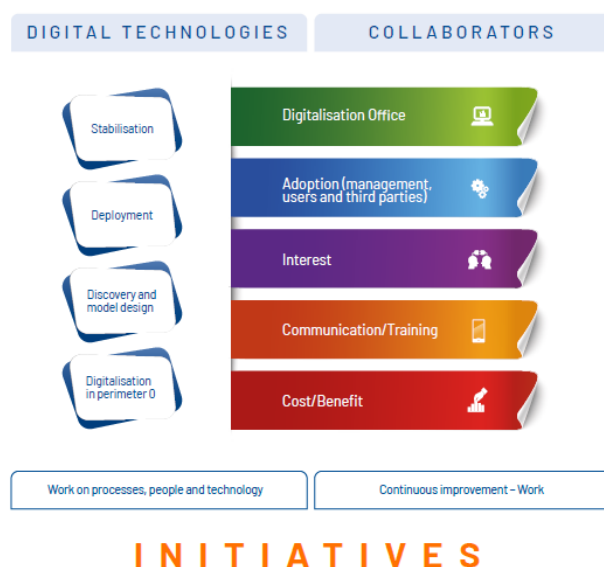 DIGITAL TECHNOLOGIES
COLLABORATORS
Stabilisation
Deployment
Discovery and
model design
Digitalisation
in perimeter 0
Digitalisation Office
Adoption (management,
users and third parties)
Interest
Communication/Training
Cost/Benefit
Work on processes, people and technology
Continuous improvement – Work
INITIATIVES